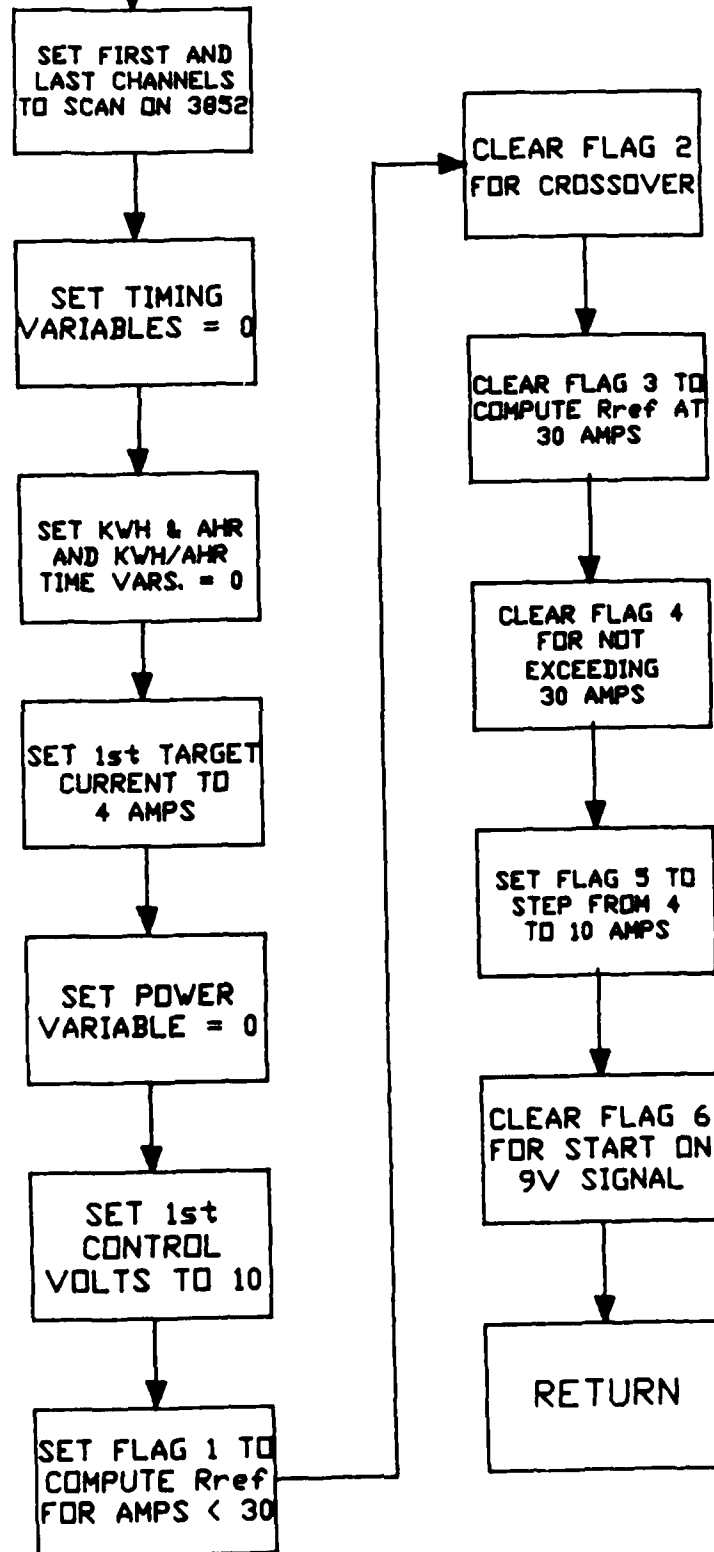 SET FIRST AND
LAST CHANNELS
TO SCAN ON 3852
SET TIMING
VARIABLES = 0
SET KWH & AHR
AND KWH/AHR
TIME VARS. = 0
SET 1st TARGET
CURRENT TO
4 AMPS
SET POWER
VARIABLE = 0
SET 1st
CONTROL
VOLTS TO 10
SET FLAG 1 TO
COMPUTE Rref
FOR AMPS < 30
CLEAR FLAG 2
FOR CROSSOVER
CLEAR FLAG 3 TO
COMPUTE Rref AT
30 AMPS
CLEAR FLAG 4
FOR NOT
EXCEEDING
30 AMPS
SET FLAG 5 TO
STEP FROM 4
TO 10 AMPS
CLEAR FLAG 6
FOR START ON
9V SIGNAL
RETURN